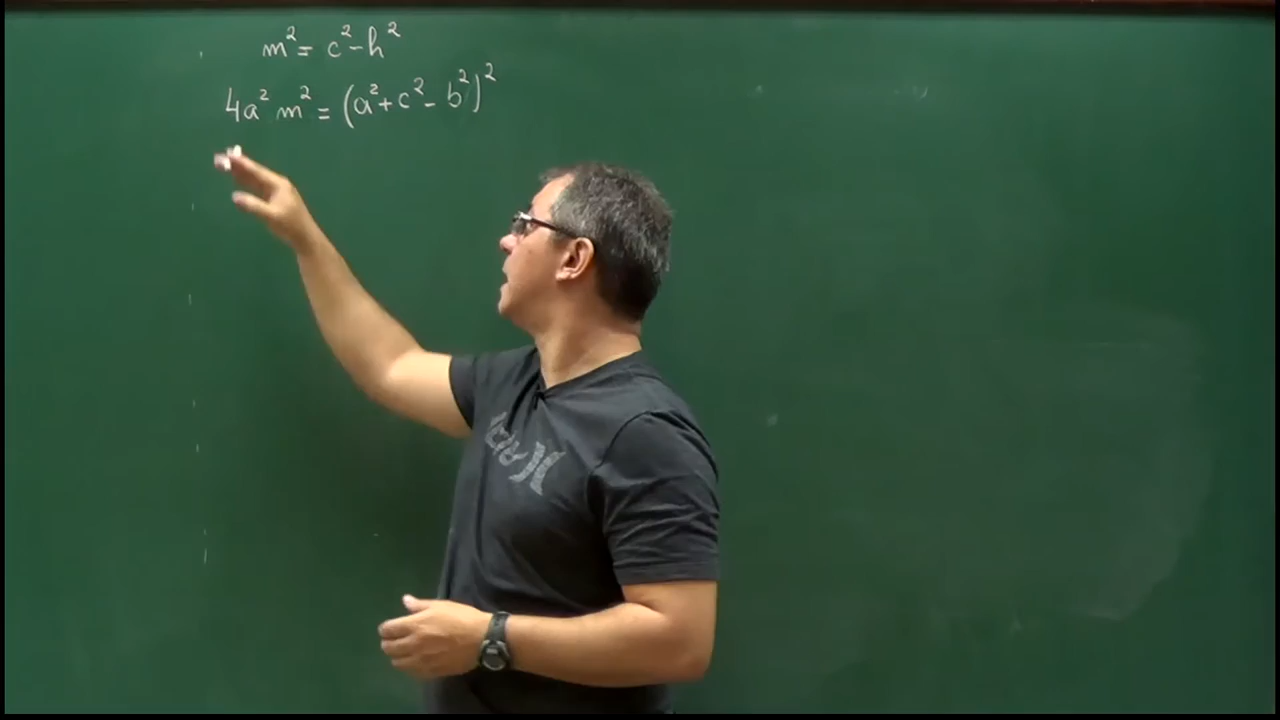 m² = c² - h²
4a² m² = (a² + c² - b²)²